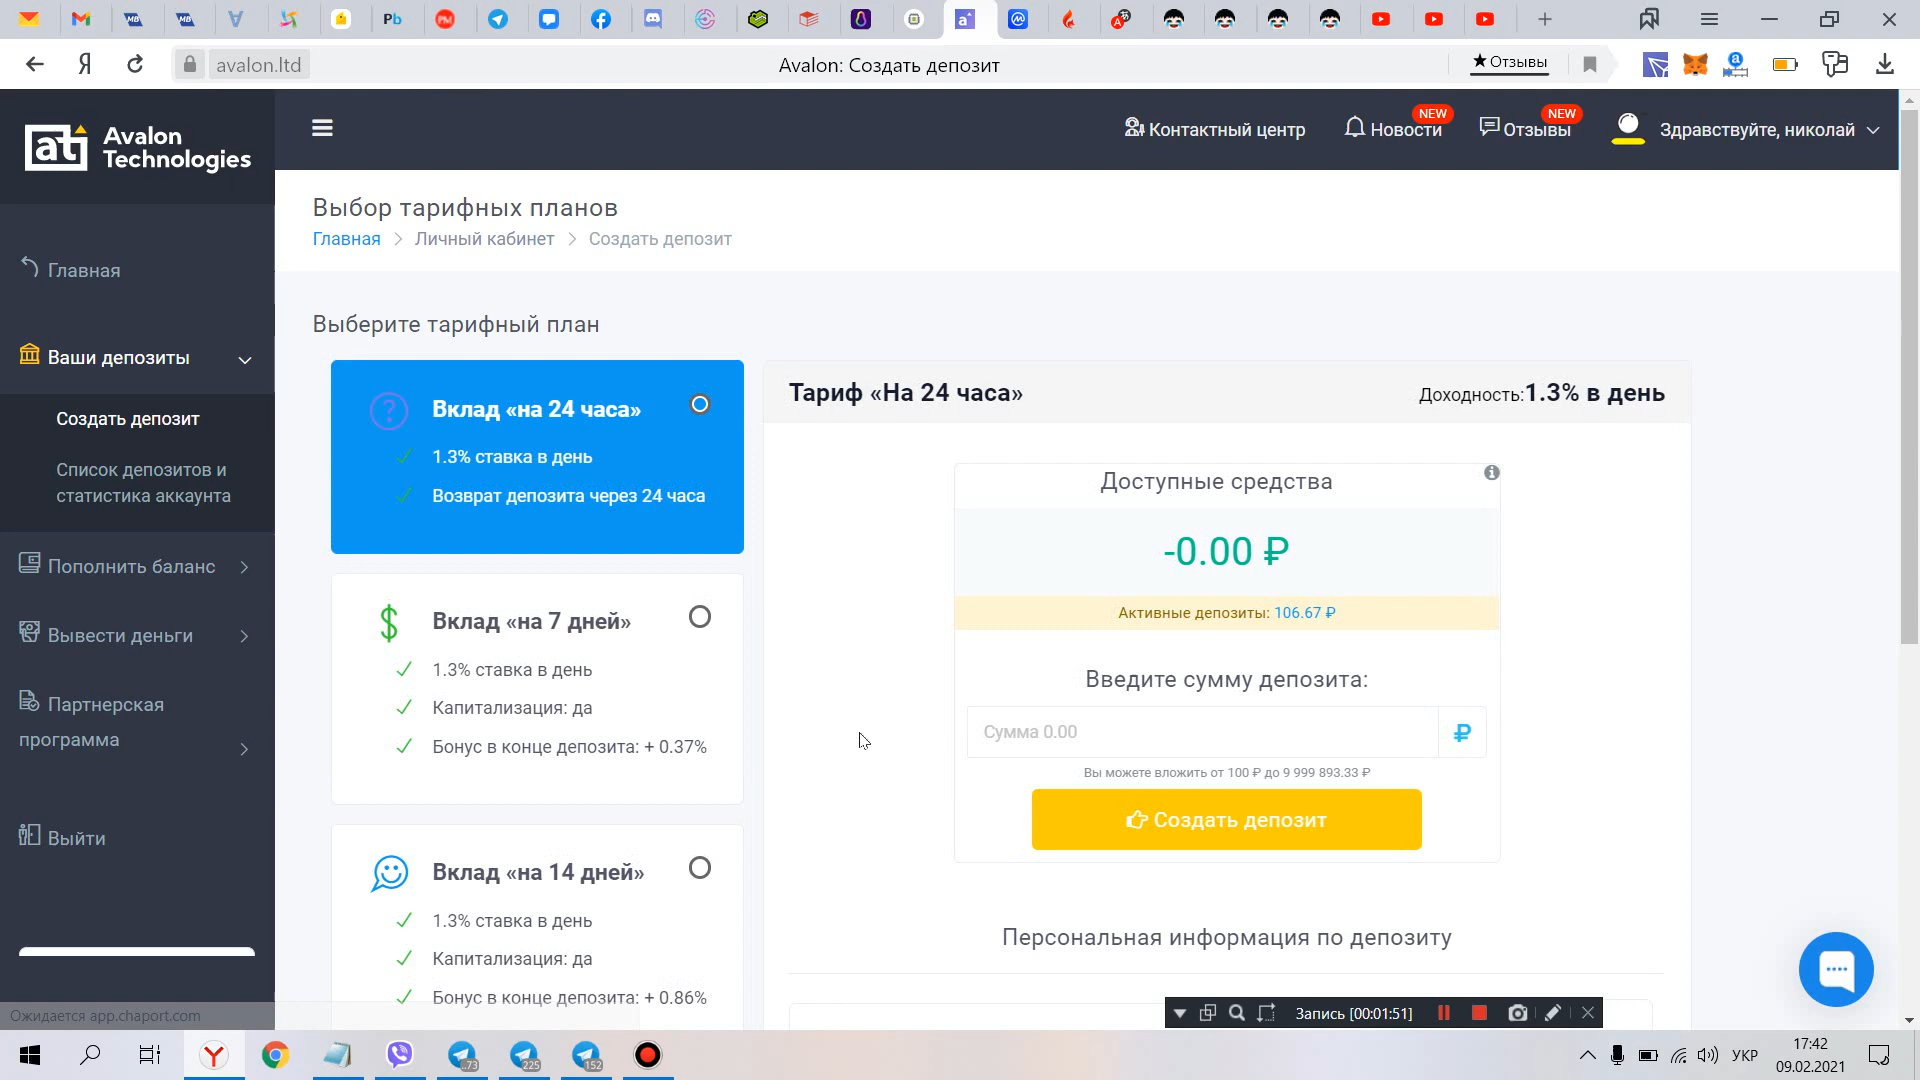 avalon.ltd
Avalon: Создать депозит
★ Отзывы
at Avalon
Technologies
Контактный центр
Новости
NEW
Отзывы
NEW
Здравствуйте, николай
Выбор тарифных планов
Главная > Личный кабинет > Создать депозит
Главная
Ваши депозиты
Создать депозит
Список депозитов и
статистика аккаунта
Пополнить баланс
Вывести деньги
Партнерская
программа
Выйти
Ожидается app.chaport.com
Выберите тарифный план
Вклад «на 24 часа»
1.3% ставка в день
Возврат депозита через 24 часа
Вклад «на 7 дней»
1.3% ставка в день
Капитализация: да
Бонус в конце депозита: + 0.37%
Вклад «на 14 дней»
1.3% ставка в день
Капитализация: да
Бонус в конце депозита: + 0.86%
Тариф «На 24 часа»
Доходность:1.3% в день
Доступные средства
-0.00 ₽
Активные депозиты: 106.67 ₽
Введите сумму депозита:
Сумма 0.00
₽
Вы можете вложить от 100 ₽ до 9 999 893.33 ₽
Создать депозит
Персональная информация по депозиту
Запись [00:01:51]
..73
225
152
УКР
17:42
09.02.2021